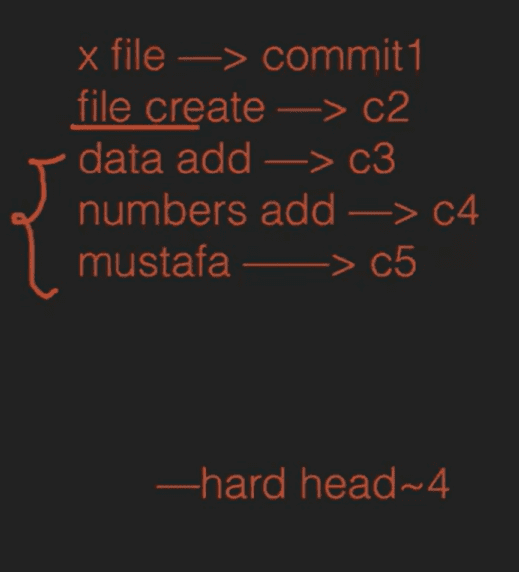 x file —> commit1
file create —> c2
data add —> c3
numbers add —> c4
mustafa ——> c5
—hard head~4